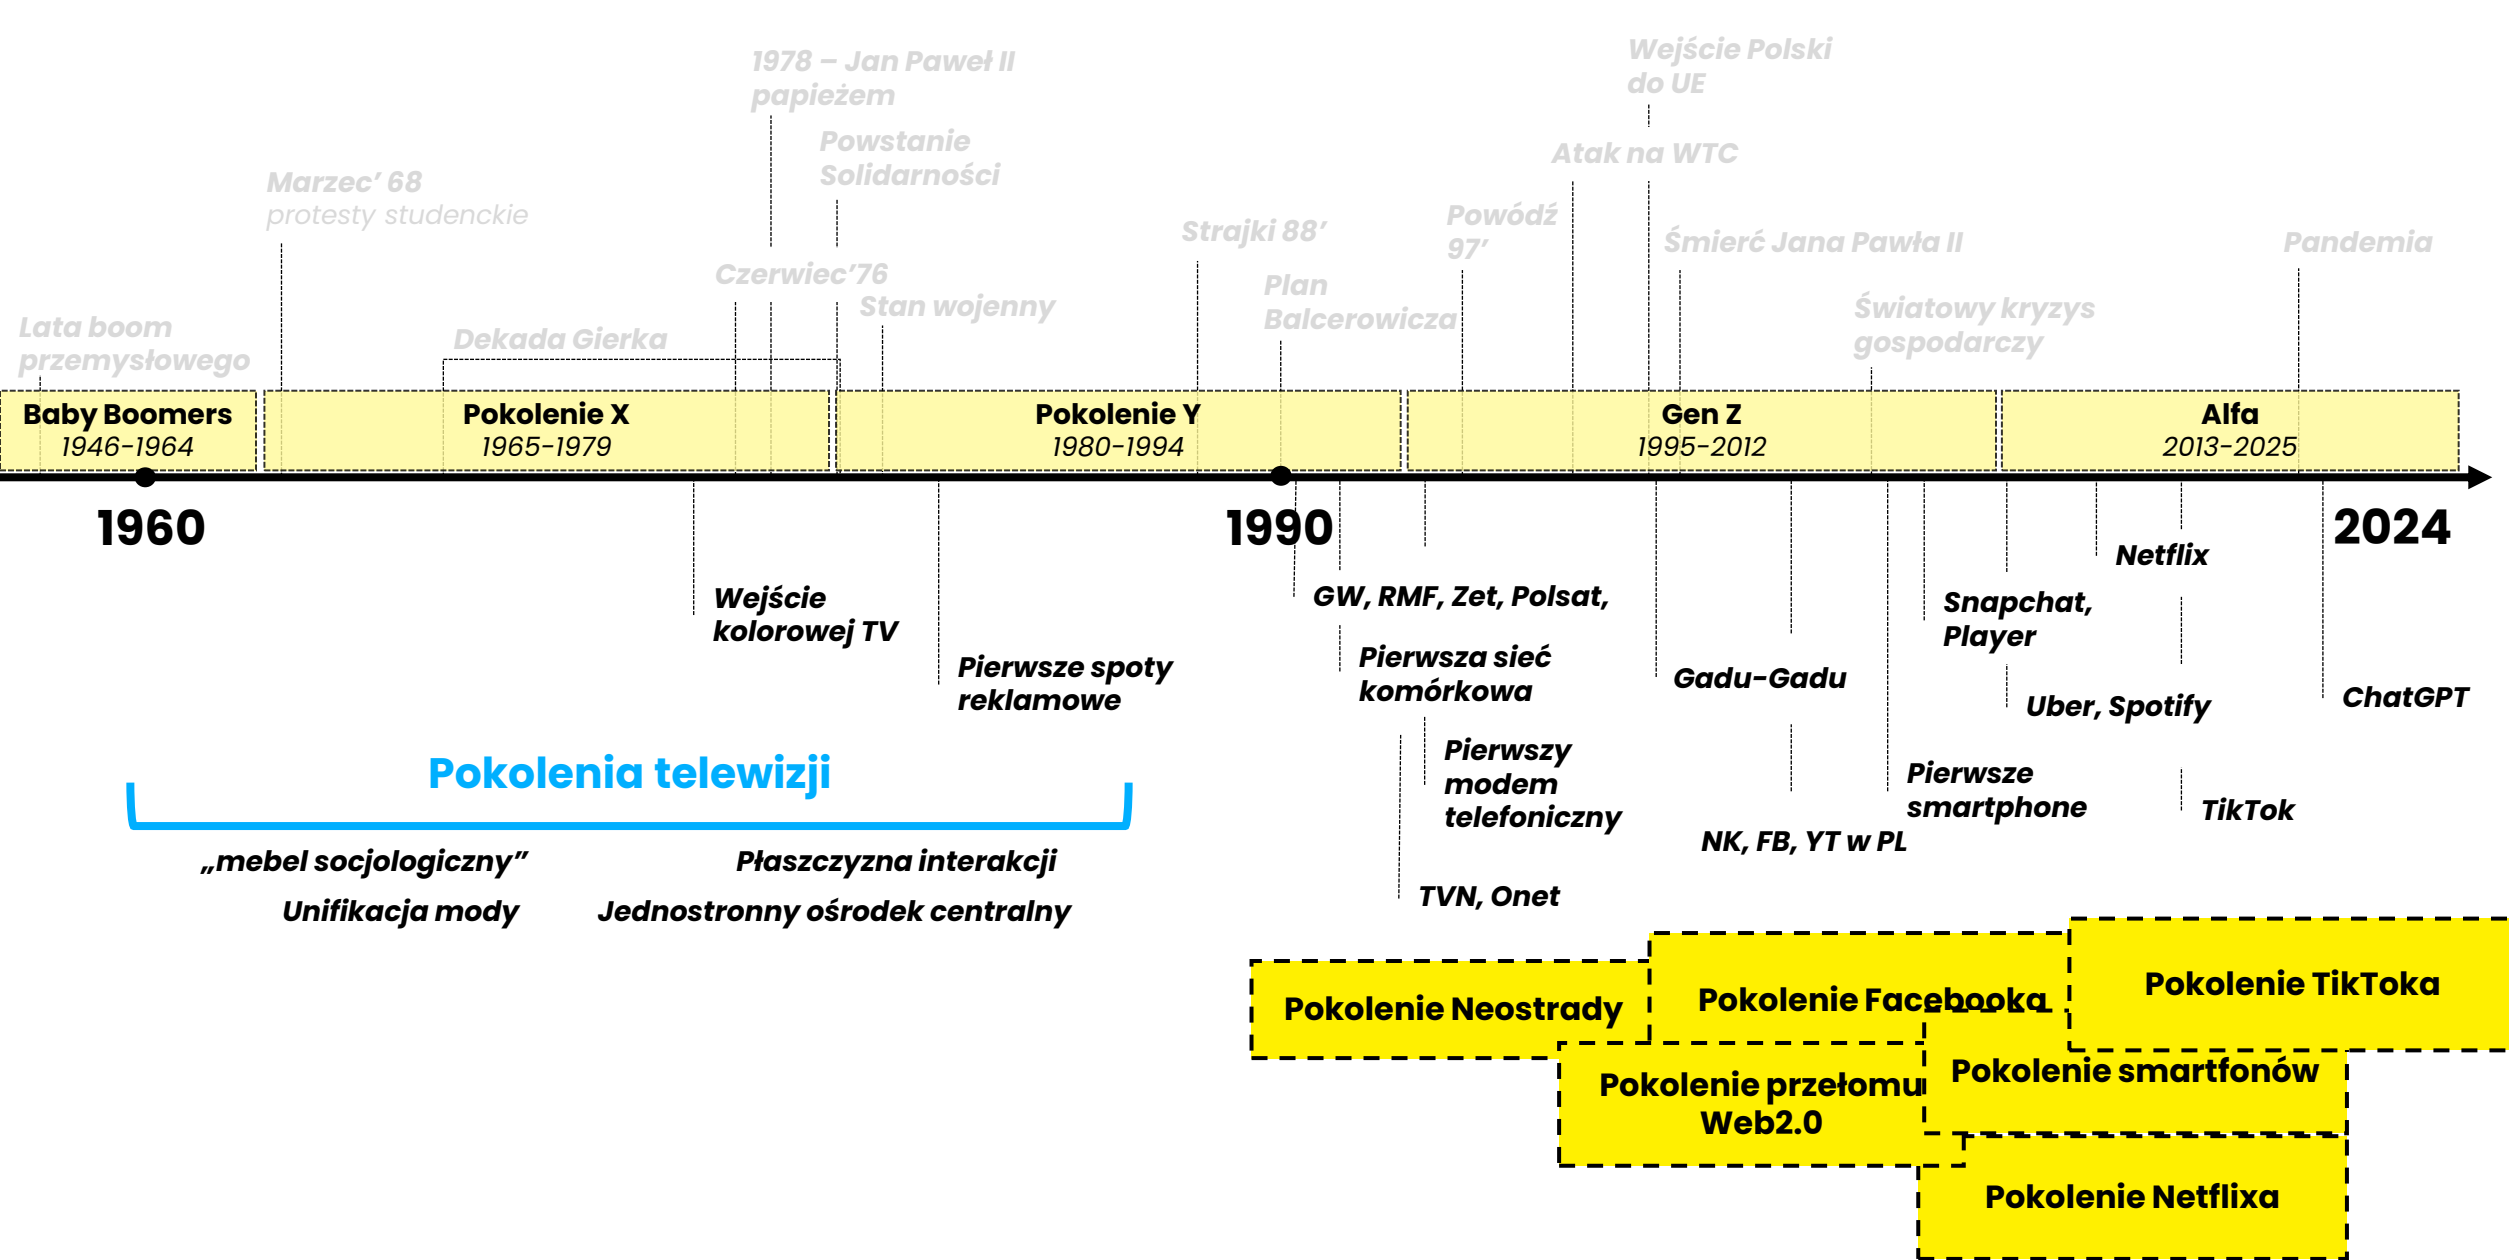 Wejście Polski
do UE
1978 – Jan Paweł II
papieżem
Powstanie
Solidarności
Atak na WTC
Marzec’ 68
protesty studenckie
Strajki 88’
Powódź
97’
Śmierć Jana Pawła II
Pandemia
Czerwiec’76
Stan wojenny
Plan
Balcerowicza
Światowy kryzys
gospodarczy
Lata boom
przemysłowego
Dekada Gierka
Baby Boomers
1946-1964
Pokolenie X
1965-1979
Pokolenie Y
1980-1994
Gen Z
1995-2012
Alfa
2013-2025
1960
1990
2024
Netflix
Wejście
kolorowej TV
GW, RMF, Zet, Polsat,
Snapchat,
Player
Pierwsze spoty
reklamowe
Pierwsza sieć
komórkowa
Gadu-Gadu
Uber, Spotify
ChatGPT
Pierwszy
modem
telefoniczny
Pierwsze
smartphone
TikTok
NK, FB, YT w PL
TVN, Onet
Pokolenia telewizji
„mebel socjologiczny”
Płaszczyzna interakcji
Unifikacja mody
Jednostronny ośrodek centralny
Pokolenie Neostrady
Pokolenie Facebooka
Pokolenie TikToka
Pokolenie przełomu
Web2.0
Pokolenie smartfonów
Pokolenie Netflixa